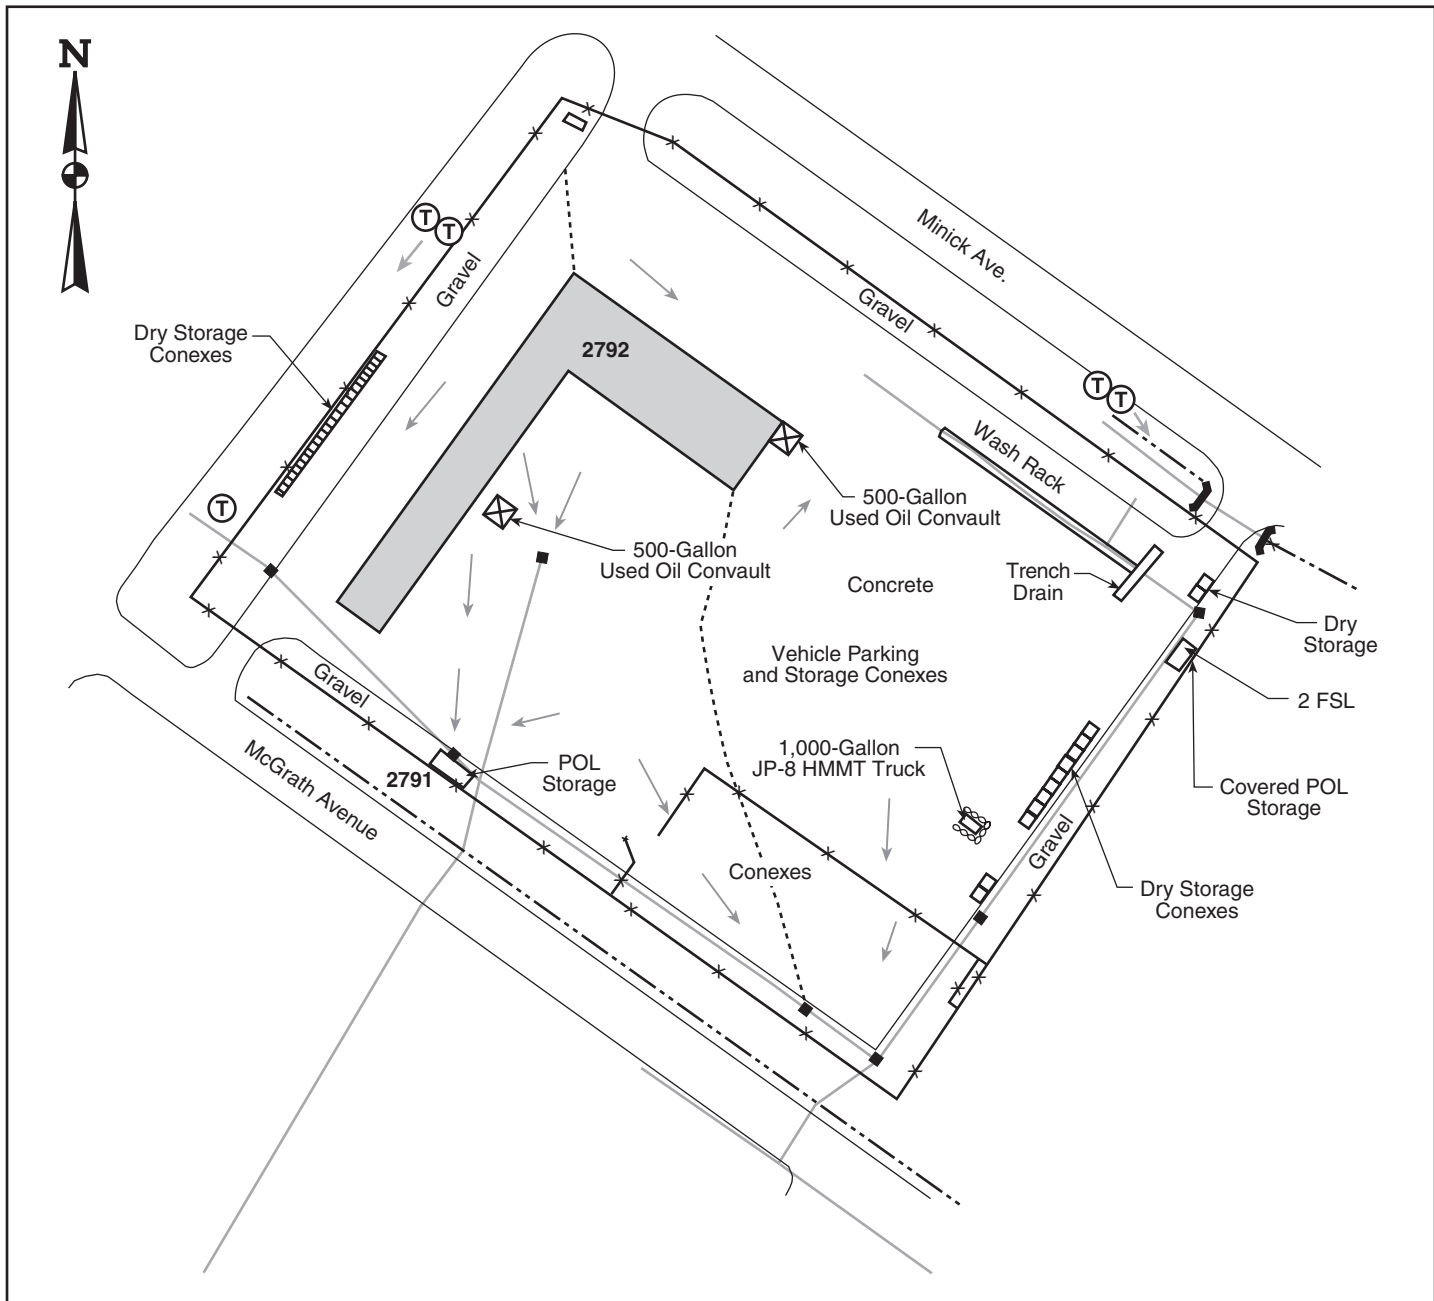 N
Minick Ave.
T
T
Gravel
Gravel
Dry Storage
Conexes
2792
T
T
Wash Rack
500-Gallon
Used Oil Convault
T
500-Gallon
Used Oil Convault
Concrete
Trench
Drain
Dry
Storage
Vehicle Parking
and Storage Conexes
Gravel
2 FSL
1,000-Gallon
JP-8 HMMT Truck
POL
Storage
2791
McGrath Avenue
Covered POL
Storage
Gravel
Conexes
Dry Storage
Conexes